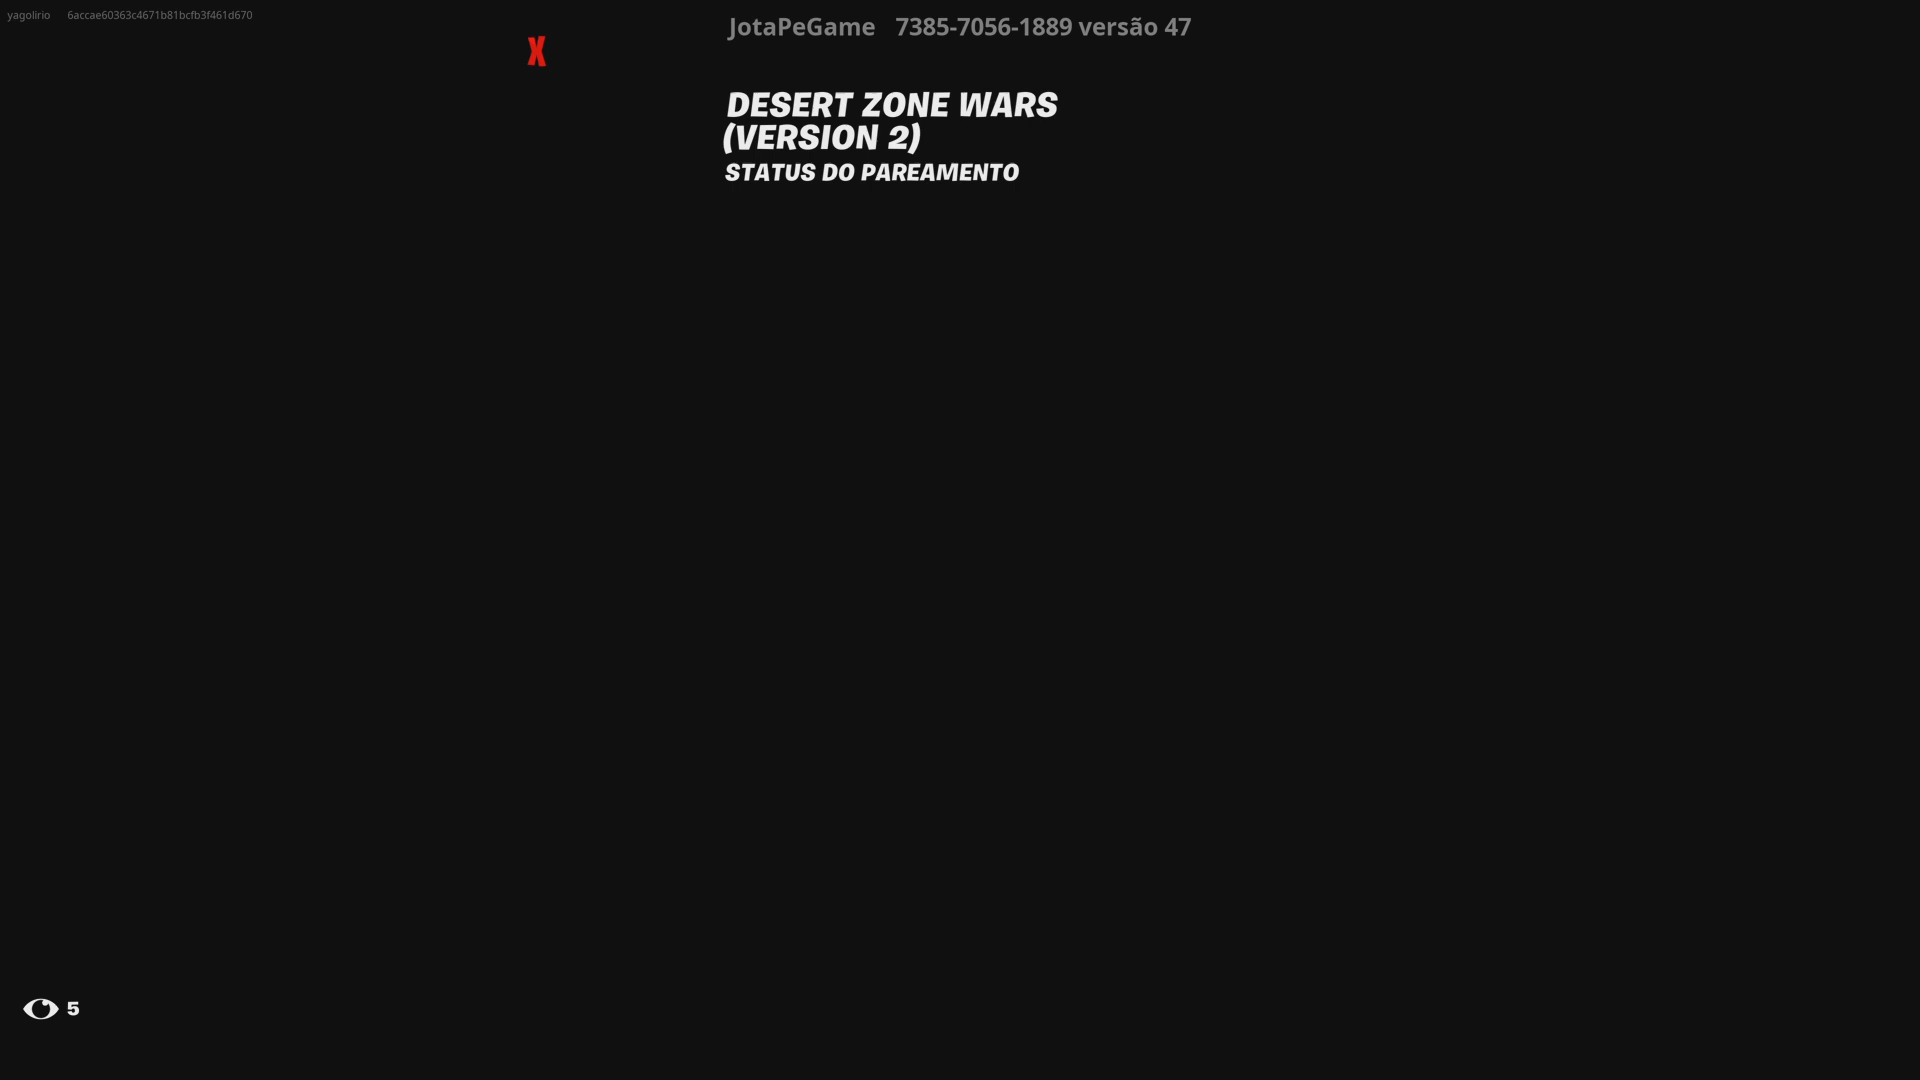 yagolirio 6accae60363c4671b81bcfb3f461d670
JotaPeGame 7385-7056-1889 versão 47
X
DESERT ZONE WARS
(VERSION 2)
STATUS DO PAREAMENTO
5